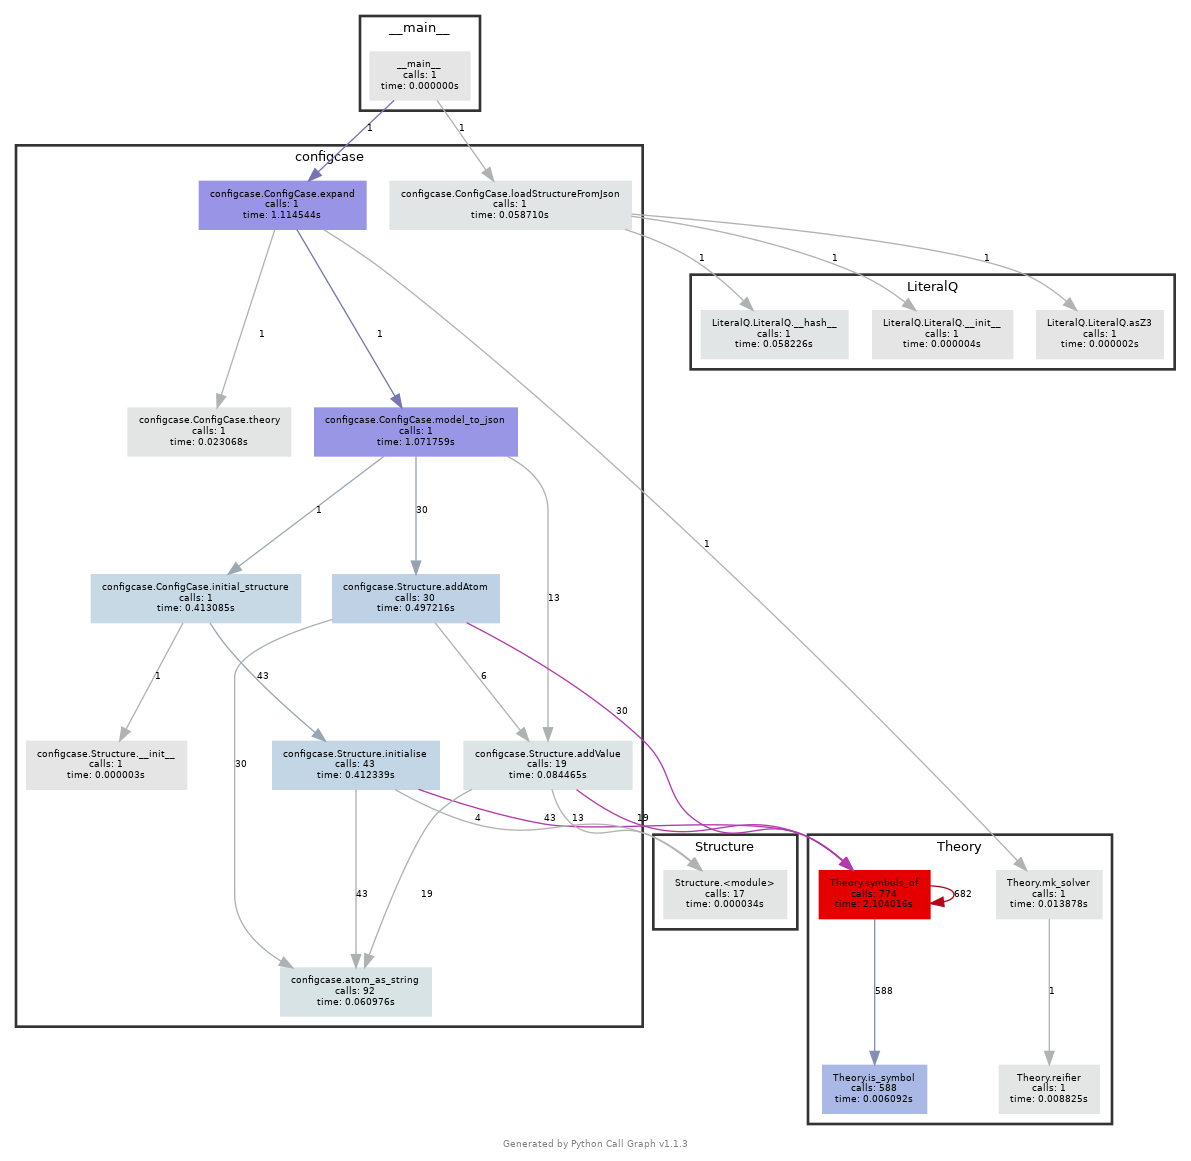 __main__
__main__
calls: 1
time: 0.000000s
1
1
configcase
configcase.ConfigCase.expand
calls: 1
time: 1.114544s
configcase.ConfigCase.loadStructureFromJson
calls: 1
time: 0.058710s
1
1
1
LiteralQ
LiteralQ.LiteralQ.__hash__
calls: 1
time: 0.058226s
LiteralQ.LiteralQ.__init__
calls: 1
time: 0.000004s
LiteralQ.LiteralQ.asZ3
calls: 1
time: 0.000002s
1
1
configcase.ConfigCase.theory
calls: 1
time: 0.023068s
configcase.ConfigCase.model_to_json
calls: 1
time: 1.071759s
1
30
1
configcase.ConfigCase.initial_structure
calls: 1
time: 0.413085s
configcase.Structure.addAtom
calls: 30
time: 0.497216s
13
1
43
6
30
configcase.Structure.__init__
calls: 1
time: 0.000003s
configcase.Structure.initialise
calls: 43
time: 0.412339s
configcase.Structure.addValue
calls: 19
time: 0.084465s
30
4
43
13
19
Structure
Structure.<module>
calls: 17
time: 0.000034s
Theory
Theory.symbols_of
calls: 774
time: 2.104016s
682
Theory.mk_solver
calls: 1
time: 0.013878s
43
19
configcase.atom_as_string
calls: 92
time: 0.060976s
588
1
Theory.is_symbol
calls: 588
time: 0.006092s
Theory.reifier
calls: 1
time: 0.008825s
Generated by Python Call Graph v1.1.3